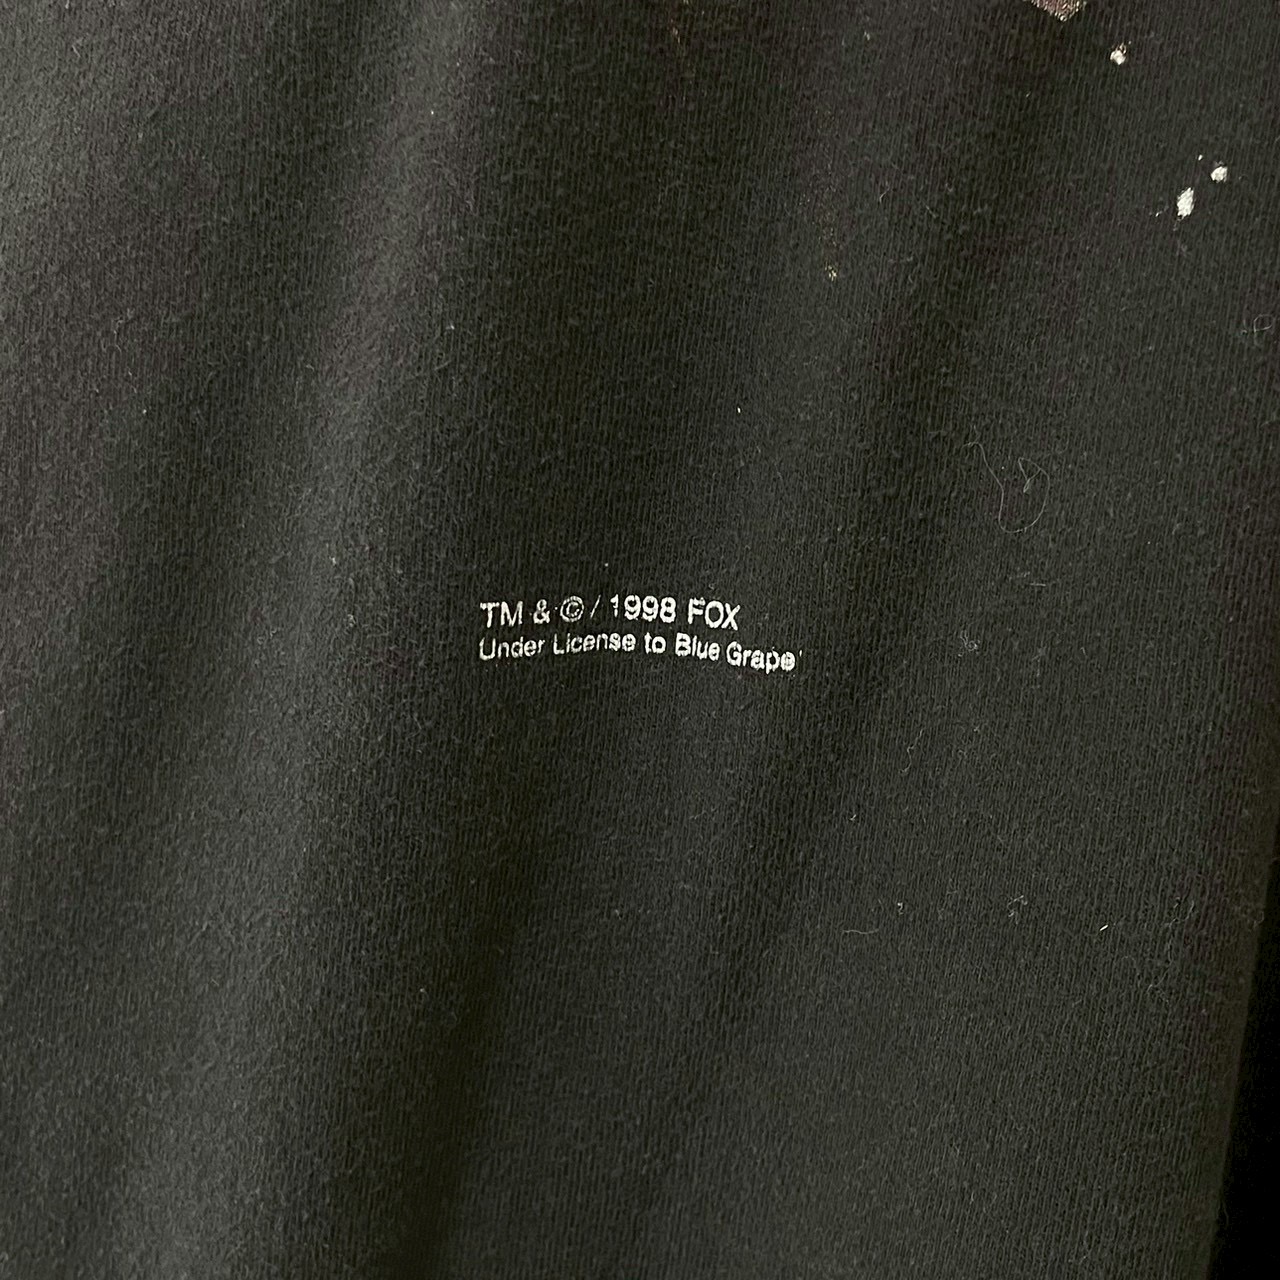 TM & © / 1998 FOX
Under License to Blue Grape